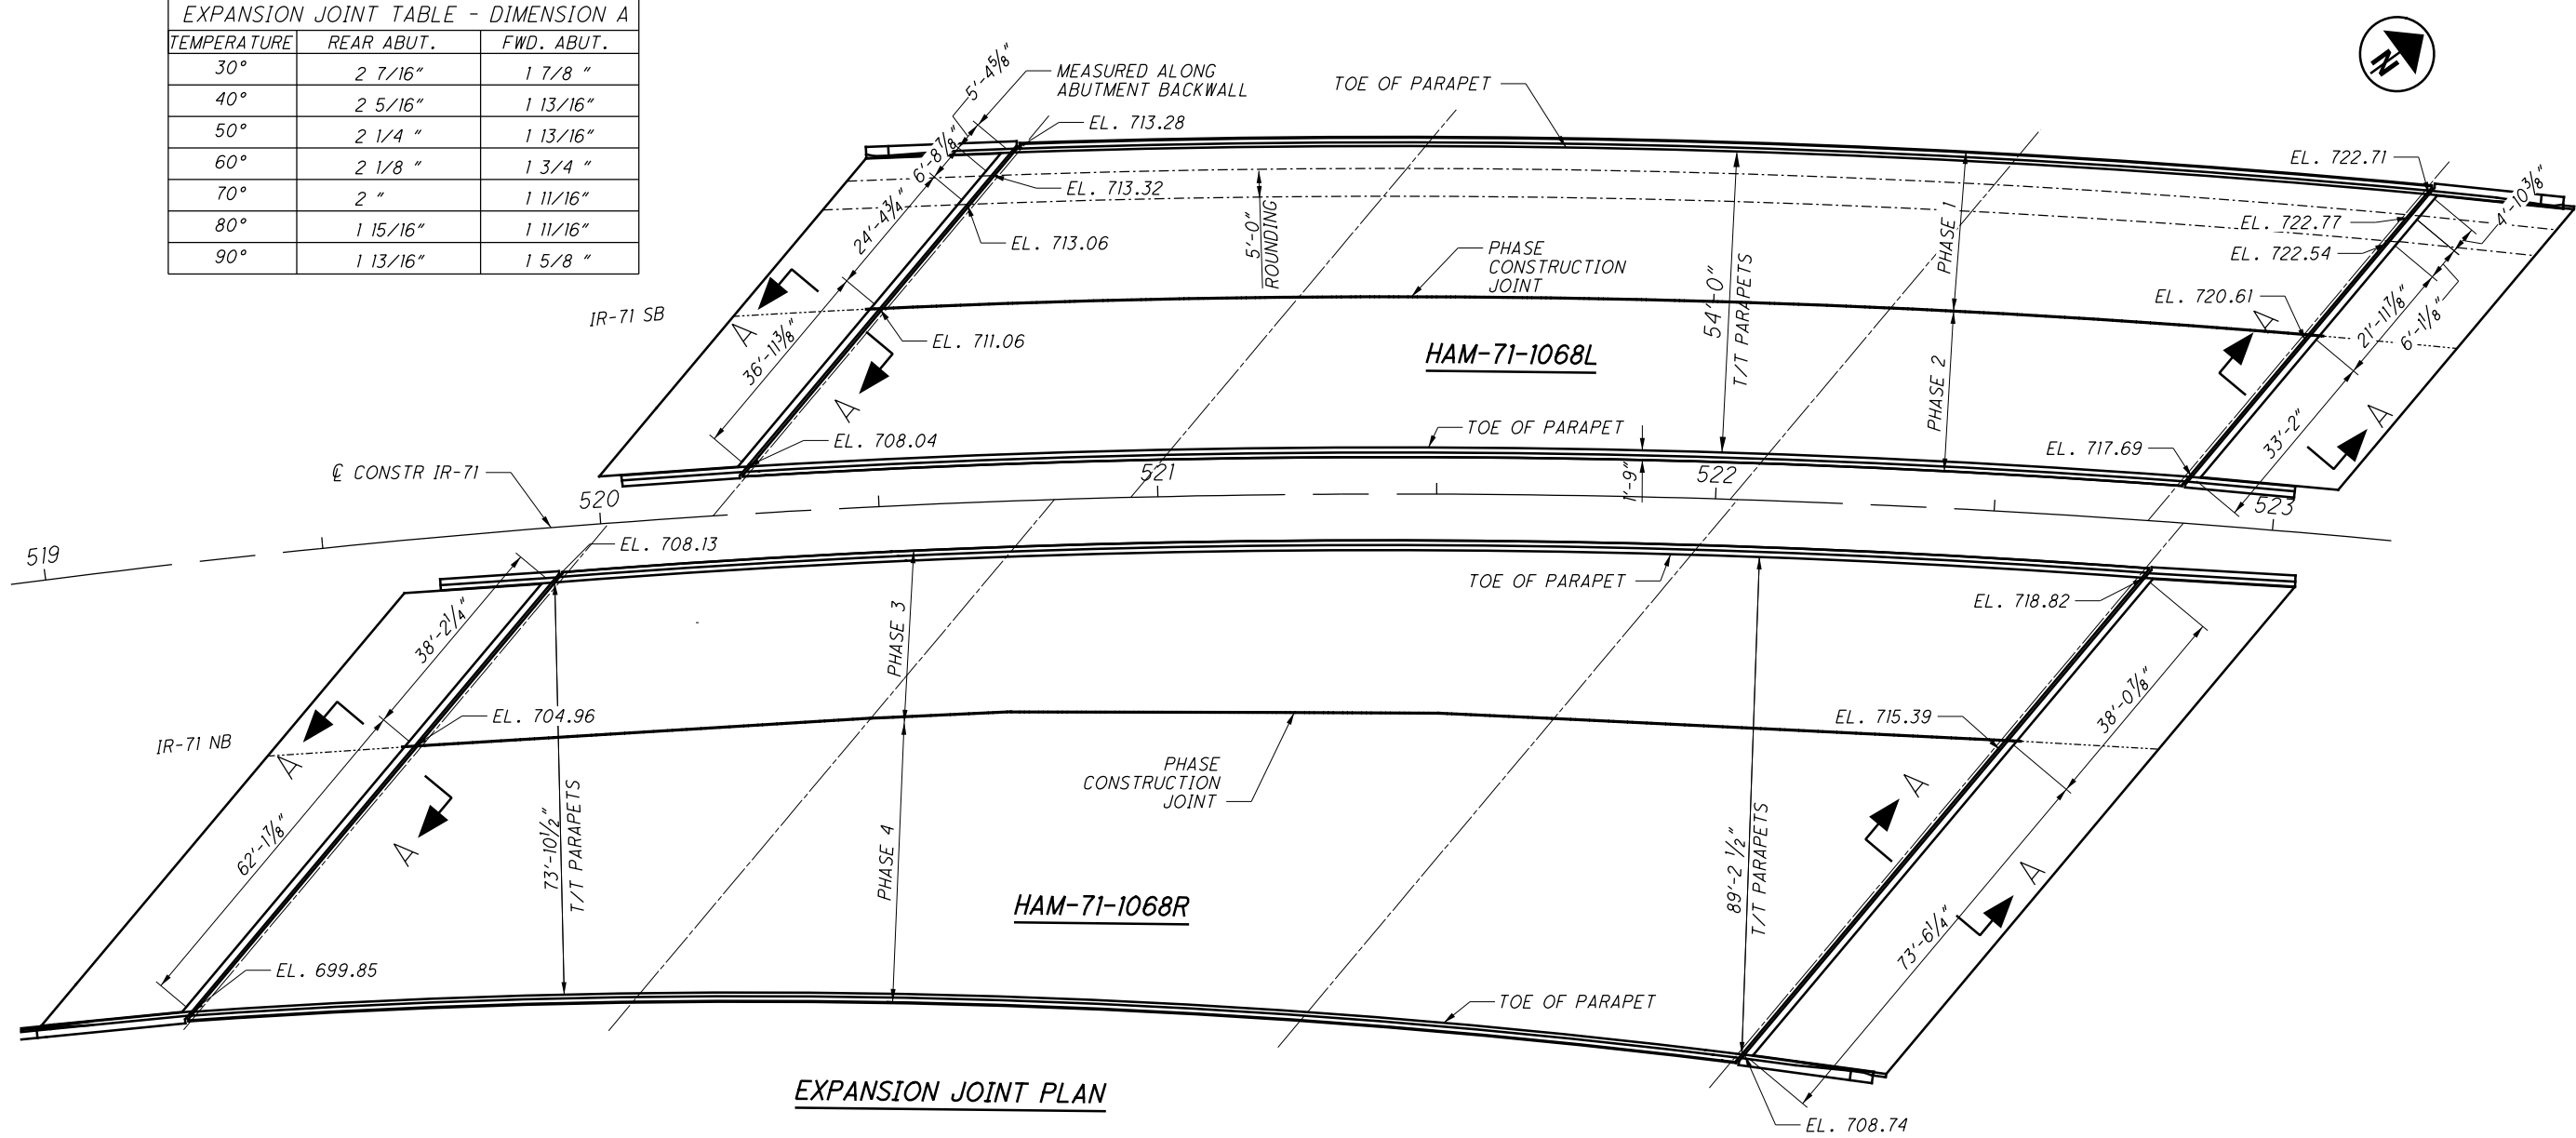 EXPANSION JOINT TABLE - DIMENSION A
TEMPERATURE REAR ABUT. FWD. ABUT.
30° 2 7/16" 1 7/8 "
40° 2 5/16" 1 13/16"
50° 2 1/4 " 1 13/16"
60° 2 1/8 " 1 3/4 "
70° 2 " 1 11/16"
80° 1 15/16" 1 11/16"
90° 1 13/16" 1 5/8 "
N
5'-4⅝"
MEASURED ALONG
ABUTMENT BACKWALL
TOE OF PARAPET
EL. 713.28
6'-8⅞"
EL. 713.32
24'-4¾"
EL. 713.06
5'-0"
ROUNDING
PHASE
CONSTRUCTION
JOINT
54'-0"
T/T PARAPETS
PHASE 1
EL. 722.71
4'-10⅜"
EL. 722.77
EL. 722.54
EL. 720.61
21'-11⅞"
6'-1⅛"
IR-71 SB
A
36'-11⅜"
EL. 711.06
A
HAM-71-1068L
PHASE 2
A
A
33'-2"
EL. 708.04
TOE OF PARAPET
1'-9"
EL. 717.69
℄ CONSTR IR-71
519
520
521
522
523
EL. 708.13
38'-2¼"
PHASE 3
TOE OF PARAPET
EL. 718.82
IR-71 NB
A
EL. 704.96
A
62'-1⅞"
73'-10½"
T/T PARAPETS
PHASE 4
PHASE
CONSTRUCTION
JOINT
EL. 715.39
38'-0⅞"
A
A
89'-2 ½"
T/T PARAPETS
73'-6¼"
HAM-71-1068R
EL. 699.85
TOE OF PARAPET
EL. 708.74
EXPANSION JOINT PLAN